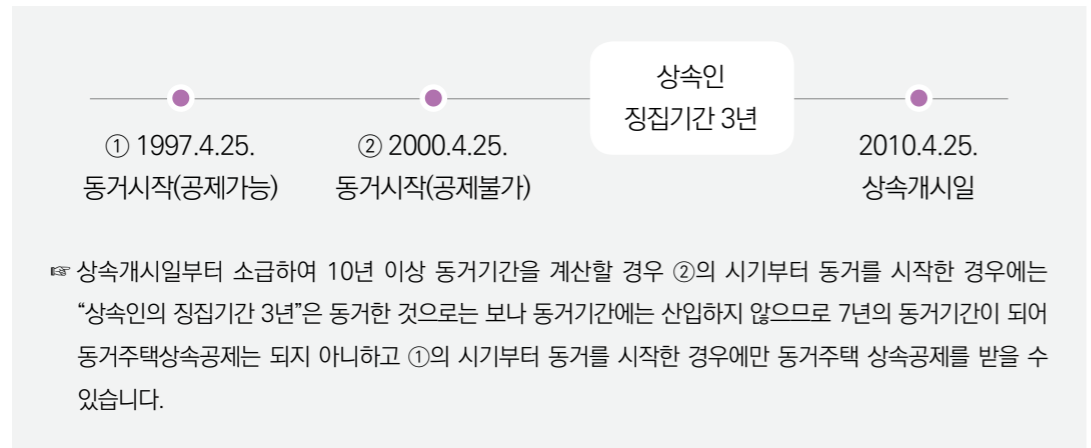 상속인
징집기간 3년
① 1997.4.25.
동거시작(공제가능)
② 2000.4.25.
동거시작(공제불가)
2010.4.25.
상속개시일
☞ 상속개시일부터 소급하여 10년 이상 동거기간을 계산할 경우 ②의 시기부터 동거를 시작한 경우에는
“상속인의 징집기간 3년”은 동거한 것으로는 보나 동거기간에는 산입하지 않으므로 7년의 동거기간이 되어
동거주택상속공제는 되지 아니하고 ①의 시기부터 동거를 시작한 경우에만 동거주택 상속공제를 받을 수
있습니다.